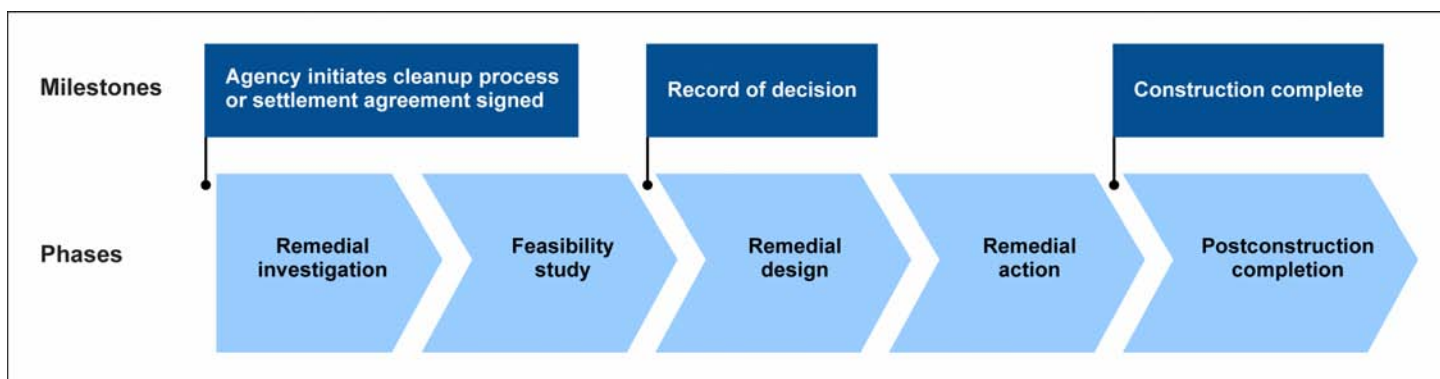 Milestones
Agency initiates cleanup process
or settlement agreement signed
Record of decision
Construction complete
Phases
Remedial
investigation
Feasibility
study
Remedial
design
Remedial
action
Postconstruction
completion